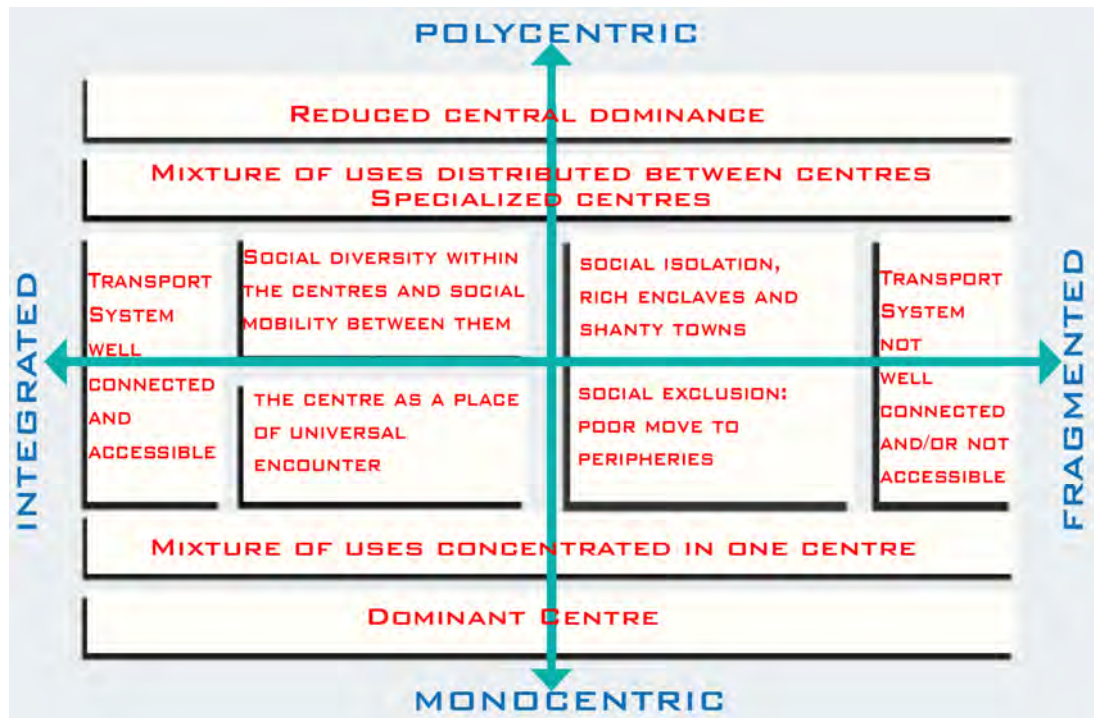 POLYCENTRIC
REDUCED CENTRAL DOMINANCE
MIXTURE OF USES DISTRIBUTED BETWEEN CENTRES
SPECIALIZED CENTRES
INTEGRATED
TRANSPORT
SYSTEM
WELL
CONNECTED
AND
ACCESSIBLE
SOCIAL DIVERSITY WITHIN
THE CENTRES AND SOCIAL
MOBILITY BETWEEN THEM
SOCIAL ISOLATION,
RICH ENCLAVES AND
SHANTY TOWNS
TRANSPORT
SYSTEM
NOT
WELL
CONNECTED
AND/OR NOT
ACCESSIBLE
FRAGMENTED
THE CENTRE AS A PLACE
OF UNIVERSAL
ENCOUNTER
SOCIAL EXCLUSION:
POOR MOVE TO
PERIPHERIES
MIXTURE OF USES CONCENTRATED IN ONE CENTRE
DOMINANT CENTRE
MONOCENTRIC